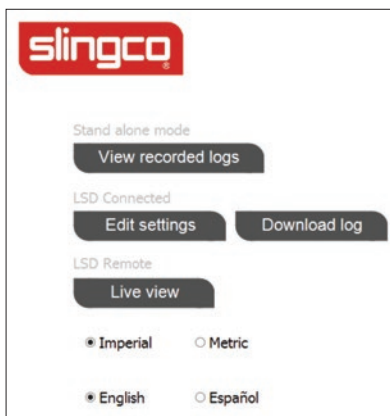 slingco®
Stand alone mode
View recorded logs
LSD Connected
Edit settings Download log
LSD Remote
Live view
Imperial Metric
English Español